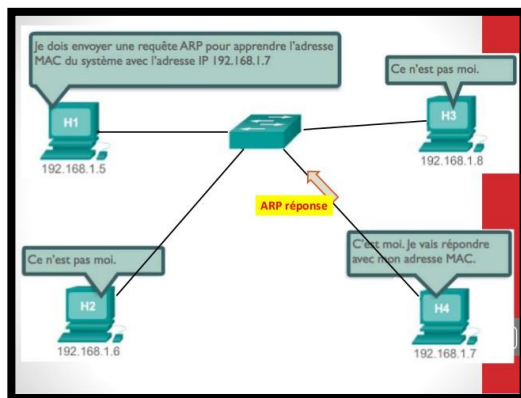 Je dois envoyer une requête ARP pour apprendre l'adresse
MAC du système avec l'adresse IP 192.168.1.7
Ce n'est pas moi.
H1
H3
192.168.1.5
192.168.1.8
ARP réponse
Ce n'est pas moi.
C'est moi. Je vais répondre
avec mon adresse MAC.
H2
H4
192.168.1.6
192.168.1.7